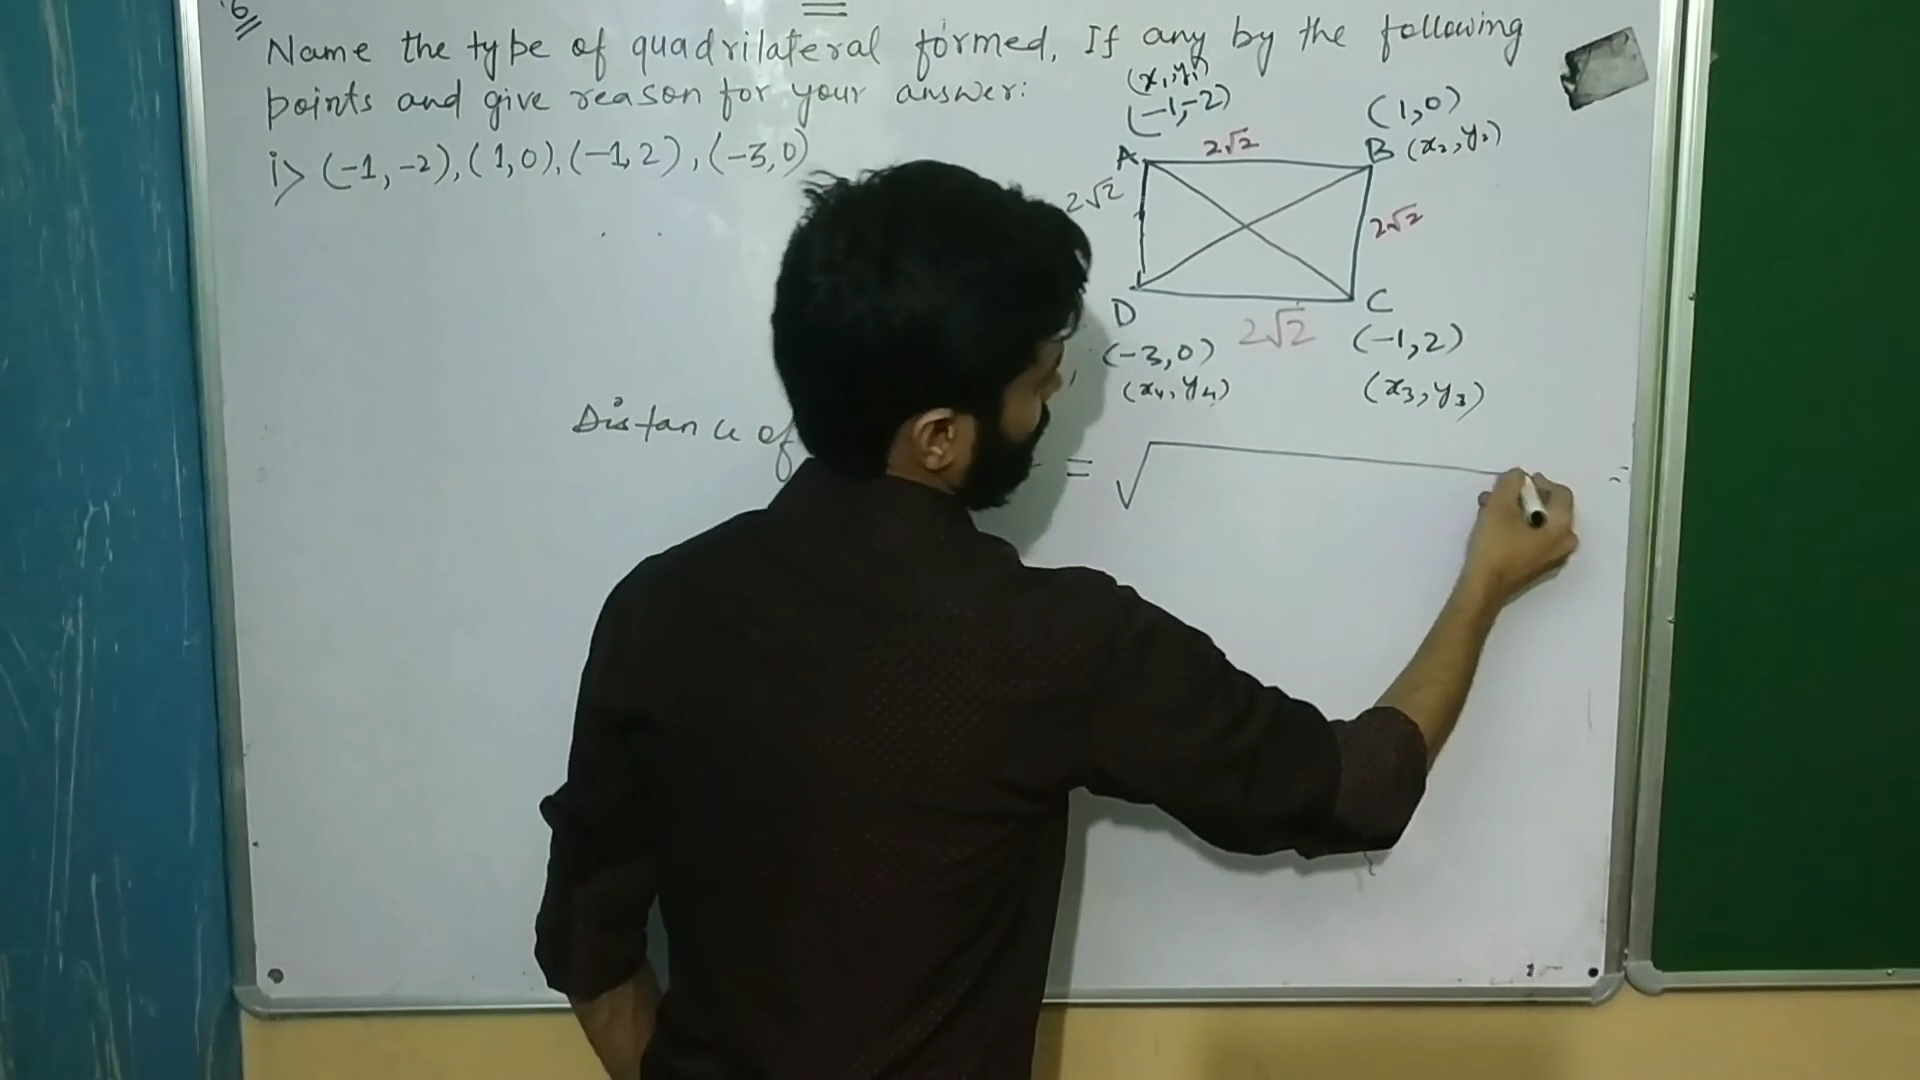 6
Name the type of quadrilateral formed, If any by the following
points and give reason for your answer:
i> (-1, -2), (1, 0), (-1, 2), (-3, 0)
(x₁, y₁)
(-1, -2)
(1, 0)
A
2√2
B (x₂, y₂)
2√2
2√2
D
2√2
C
(-3, 0)
(-1, 2)
(x₄, y₄)
(x₃, y₃)
Distance of
= √